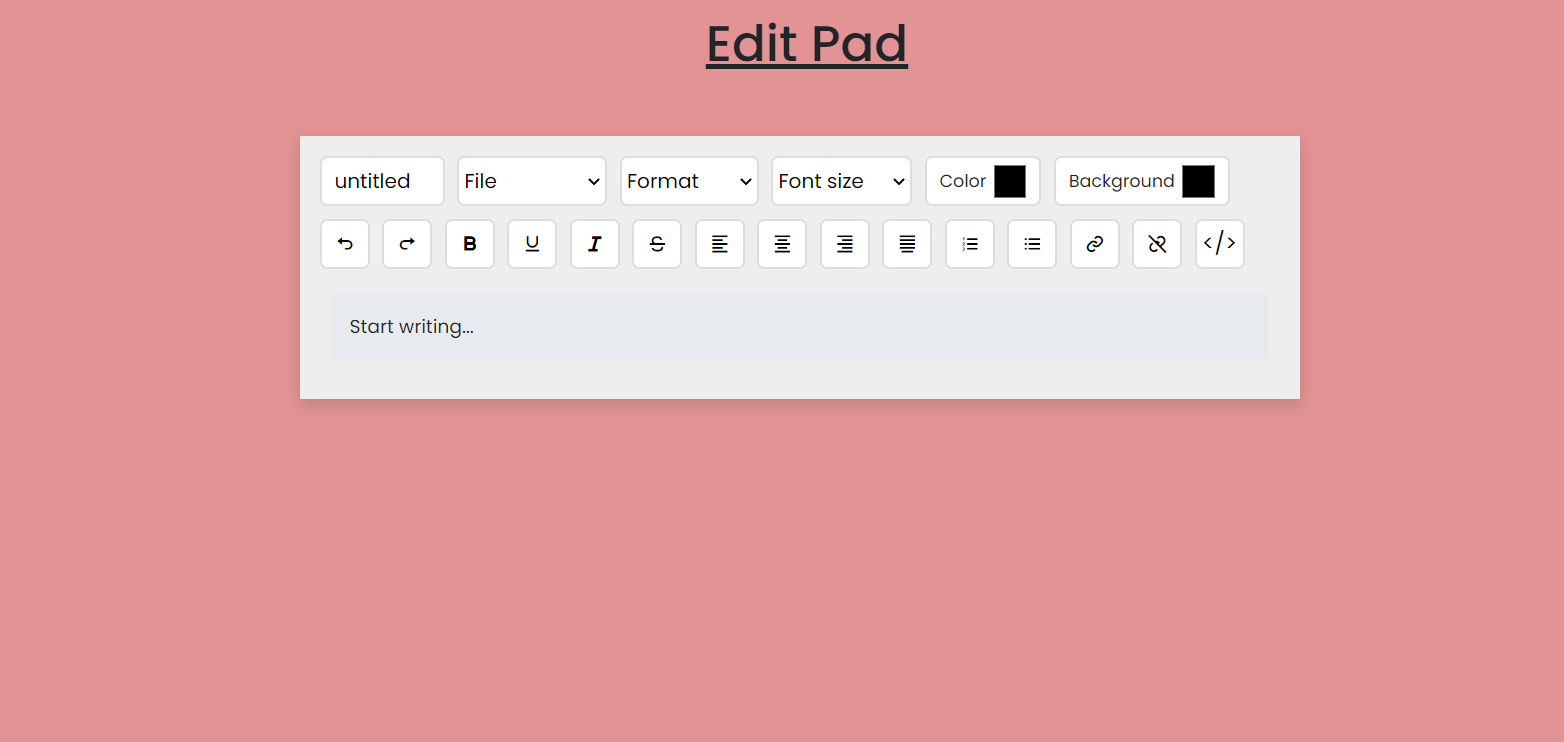 Edit Pad
untitled File Format Font size Color Background
B U I S </>
Start writing...